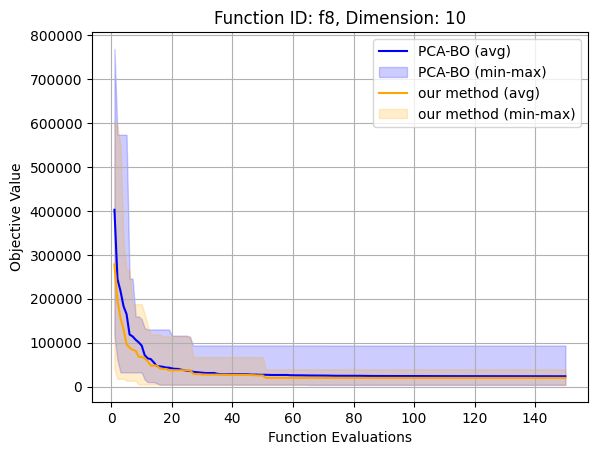 Function ID: f8, Dimension: 10
800000
700000
600000
500000
400000
300000
200000
100000
0
Objective Value
PCA-BO (avg)
PCA-BO (min-max)
our method (avg)
our method (min-max)
0 20 40 60 80 100 120 140
Function Evaluations